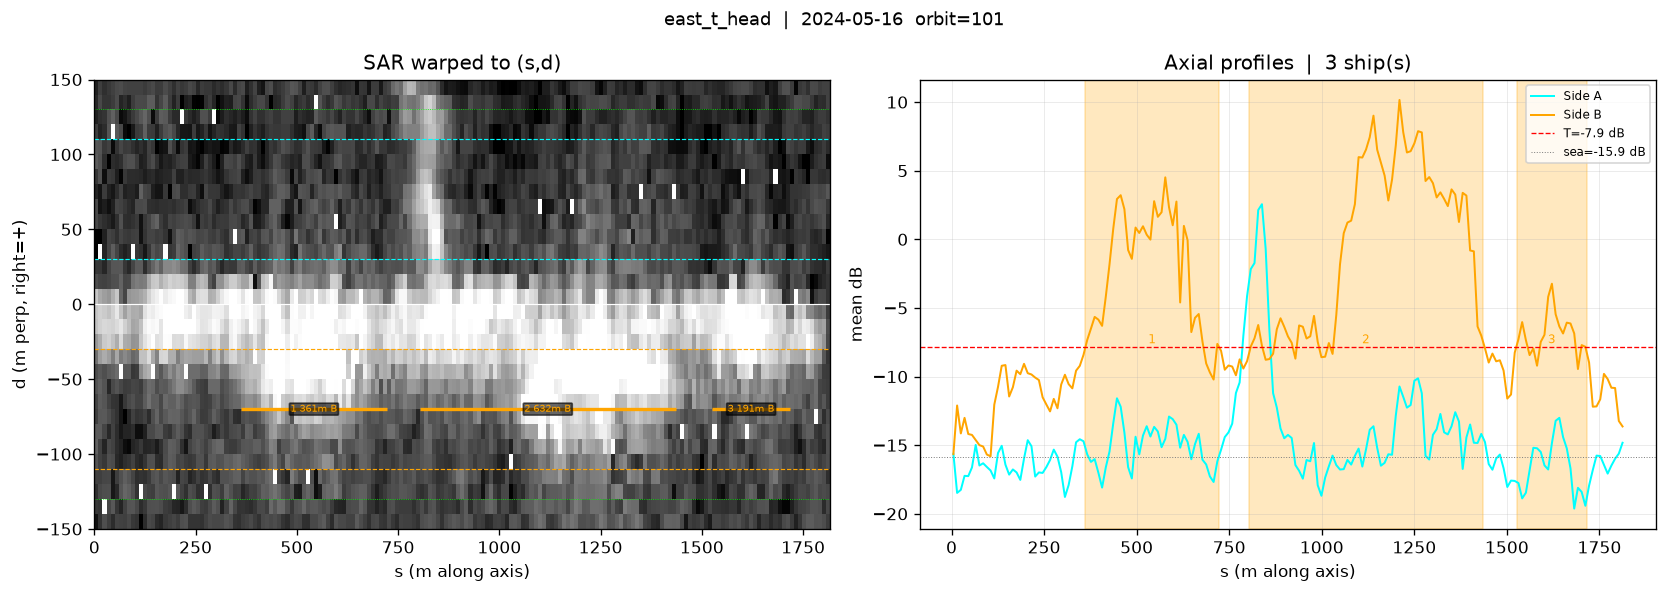 east_t_head | 2024-05-16 orbit=101
SAR warped to (s,d)
150
100
50
0
−50
−100
−150
d (m perp, right=+)
1 361m B
2 632m B
3 191m B
0
250
500
750
1000
1250
1500
1750
s (m along axis)
Axial profiles | 3 ship(s)
10
5
0
−5
−10
−15
−20
mean dB
Side A
Side B
T=-7.9 dB
sea=-15.9 dB
1
2
3
0
250
500
750
1000
1250
1500
1750
s (m along axis)